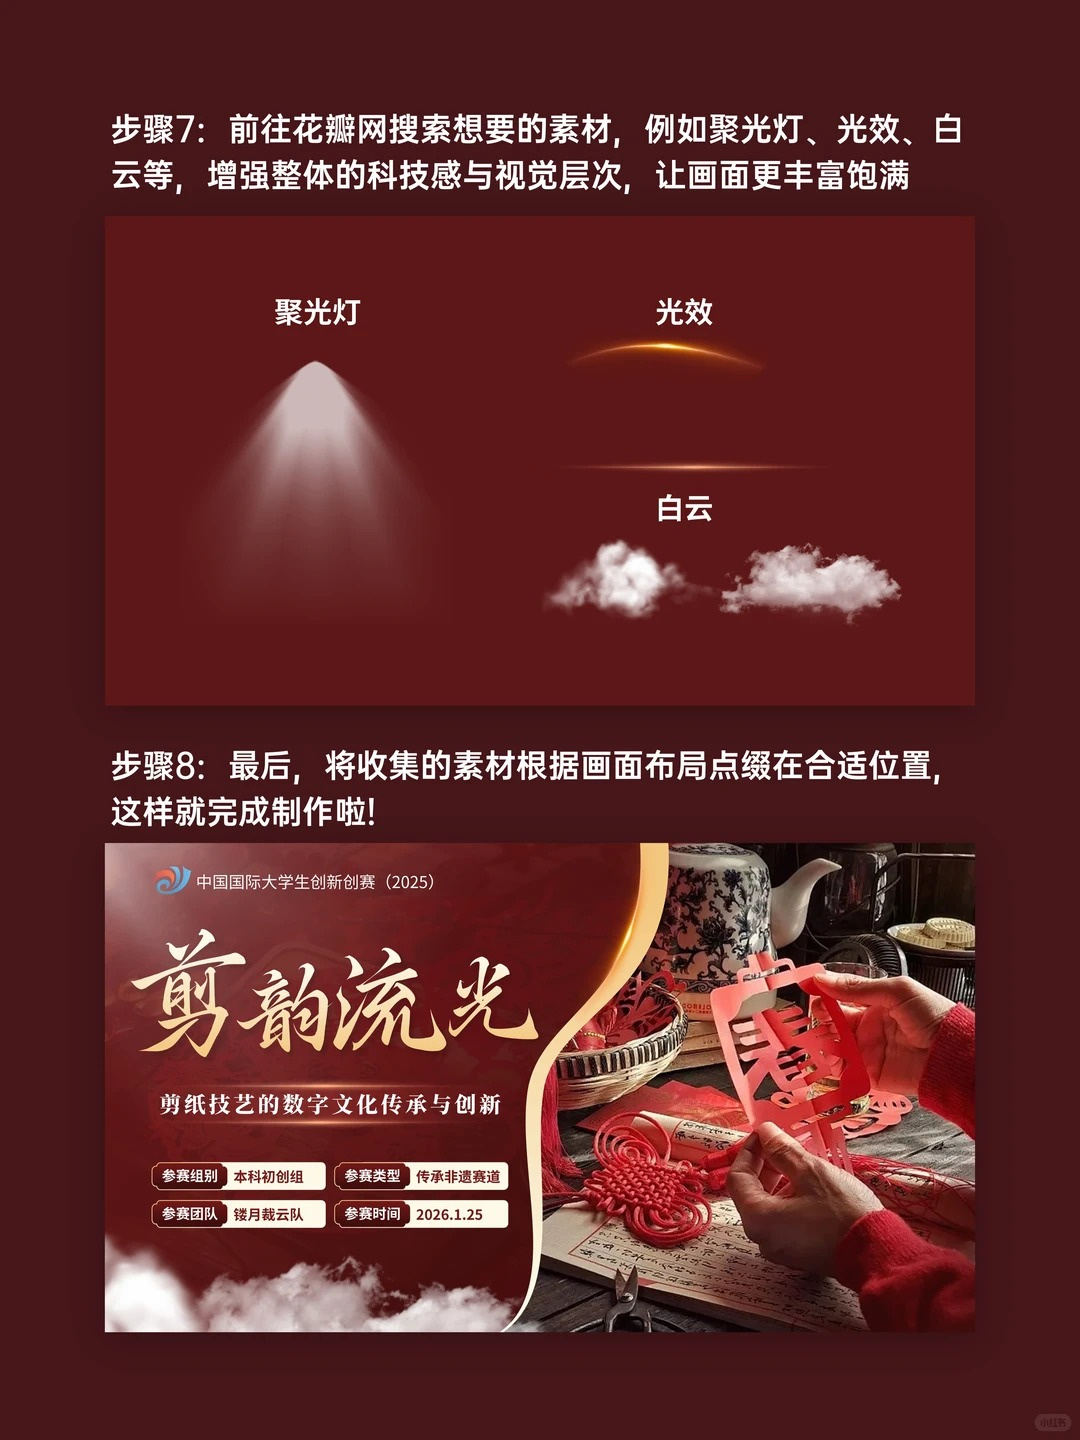 步骤7：前往花瓣网搜索想要的素材，例如聚光灯、光效、白
云等，增强整体的科技感与视觉层次，让画面更丰富饱满
聚光灯
光效
白云
步骤8：最后，将收集的素材根据画面布局点缀在合适位置，
这样就完成制作啦！
中国国际大学生创新创赛（2025）
剪韵流光
剪纸技艺的数字文化传承与创新
参赛组别 本科初创组
参赛类型 传承非遗赛道
参赛团队 镂月裁云队
参赛时间 2026.1.25
小红书